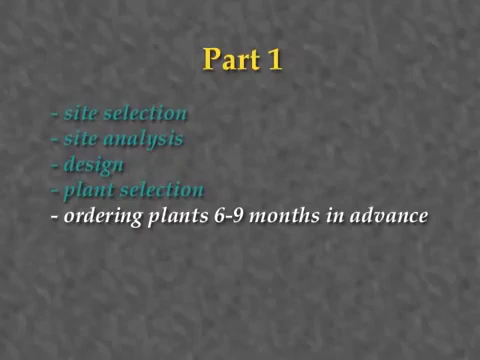 Part 1
- site selection
- site analysis
- design
- plant selection
- ordering plants 6-9 months in advance